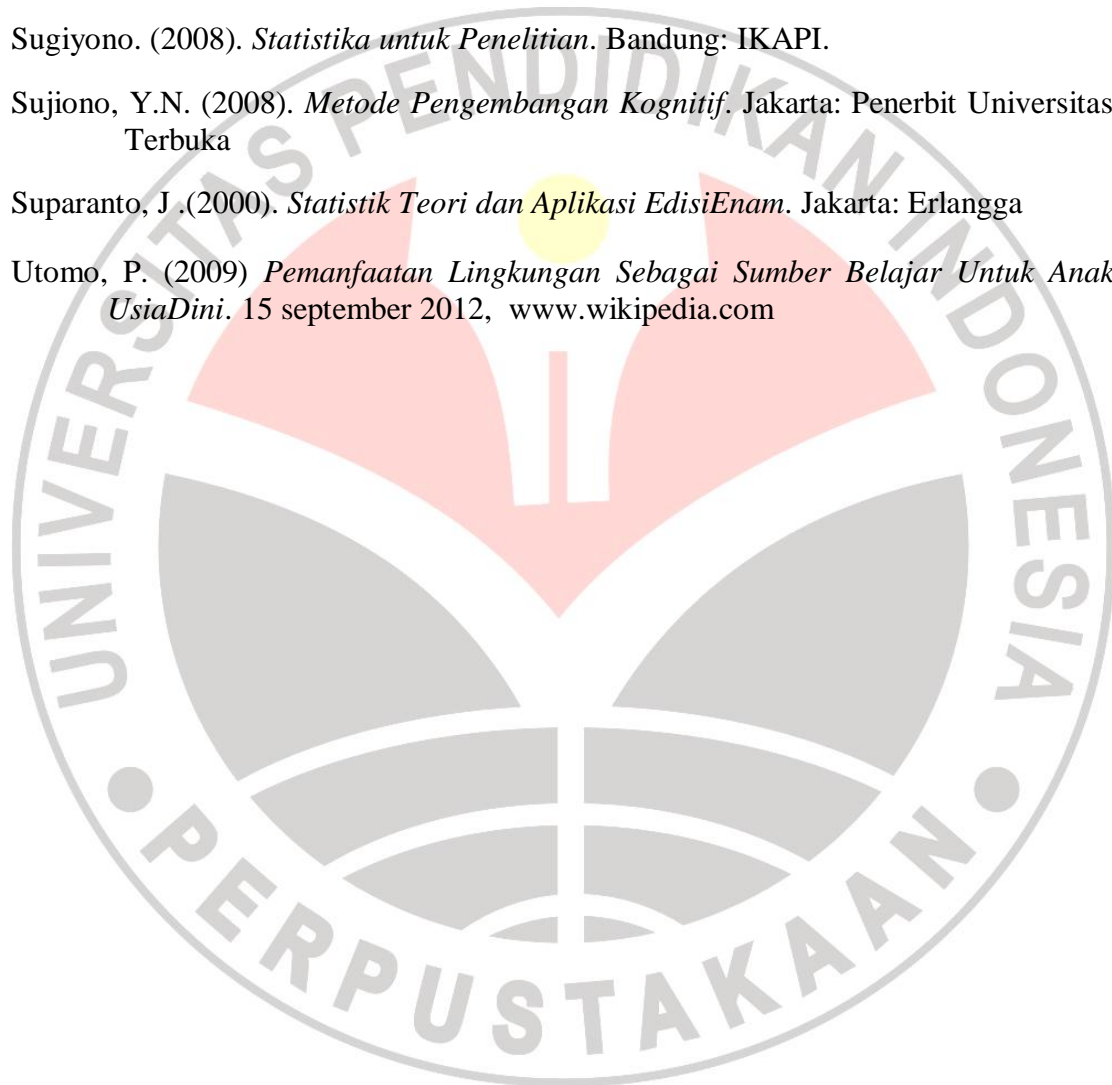 Sugiyono. (2008). Statistika untuk Penelitian. Bandung: IKAPI.
Sujiono, Y.N. (2008). Metode Pengembangan Kognitif. Jakarta: Penerbit Universitas
Terbuka
Suparanto, J .(2000). Statistik Teori dan Aplikasi EdisiEnam. Jakarta: Erlangga
Utomo, P. (2009) Pemanfaatan Lingkungan Sebagai Sumber Belajar Untuk Anak
UsiaDini. 15 september 2012, www.wikipedia.com
UNIVERSITAS PENDIDIKAN INDONESIA
PERPUSTAKAAN